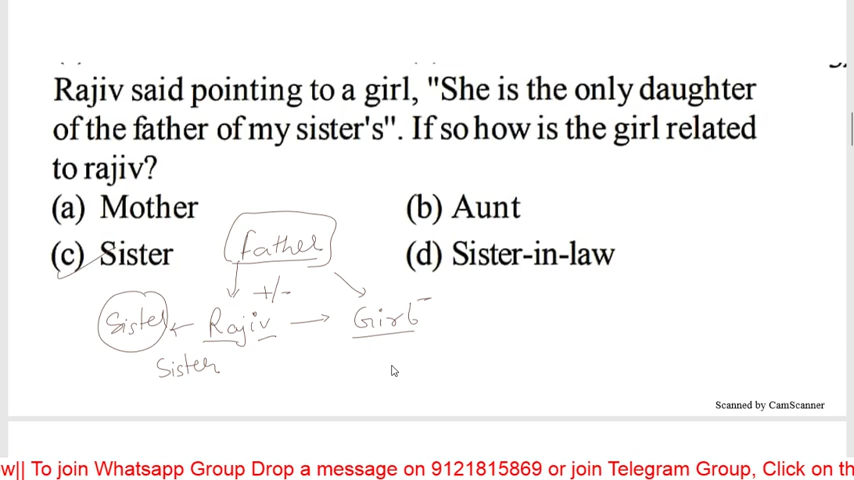 Rajiv said pointing to a girl, "She is the only daughter
of the father of my sister's". If so how is the girl related
to rajiv?
(a) Mother (b) Aunt
(c) Sister (d) Sister-in-law
father
+/-
Sister ← Rajiv → Girl -
Sister
Scanned by CamScanner
w|| To join Whatsapp Group Drop a message on 9121815869 or join Telegram Group, Click on th